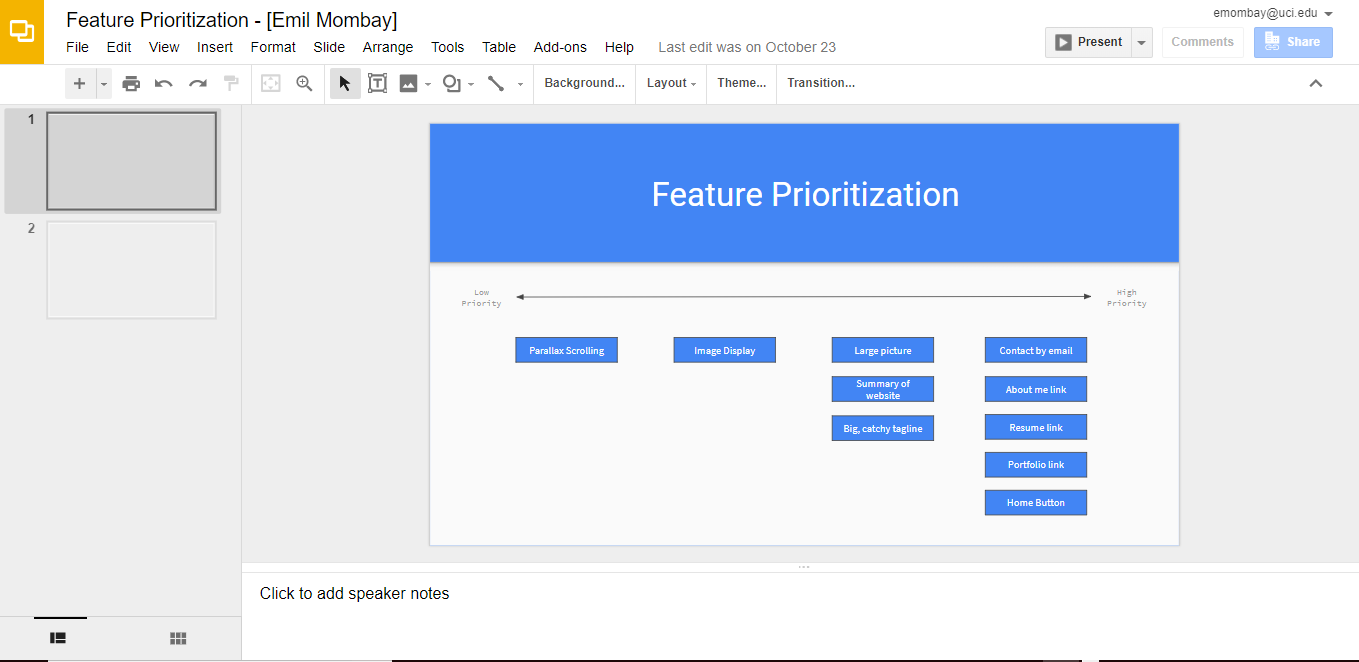 Feature Prioritization - [Emil Mombay]
emombay@uci.edu
File Edit View Insert Format Slide Arrange Tools Table Add-ons Help Last edit was on October 23
Present Comments Share
Background... Layout Theme... Transition...
1
2
Feature Prioritization
Low
Priority
High
Priority
Parallax Scrolling Image Display Large picture Contact by email
Summary of
website
About me link
Big, catchy tagline Resume link
Portfolio link
Home Button
Click to add speaker notes